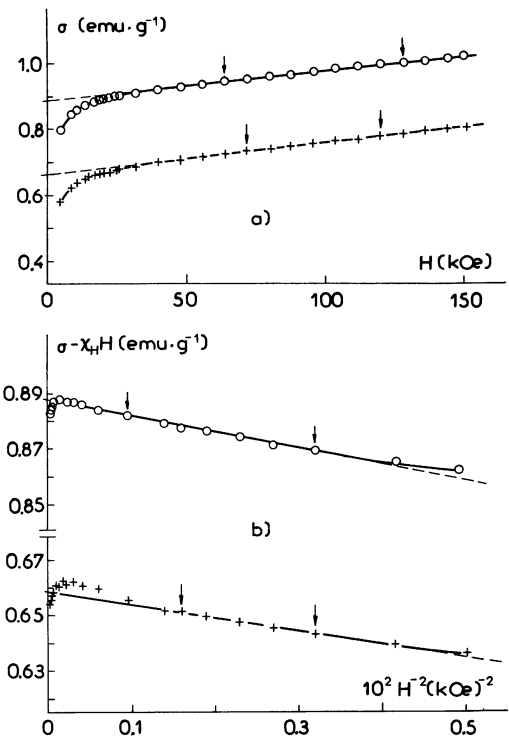 σ (emu·g⁻¹)
1.0
0.8
0.6
0.4
a)
H (kOe)
0 50 100 150
σ-χ_H H (emu·g⁻¹)
0.89
0.87
0.85
b)
0.67
0.65
0.63
10² H⁻² (kOe)⁻²
0 0.1 0.3 0.5